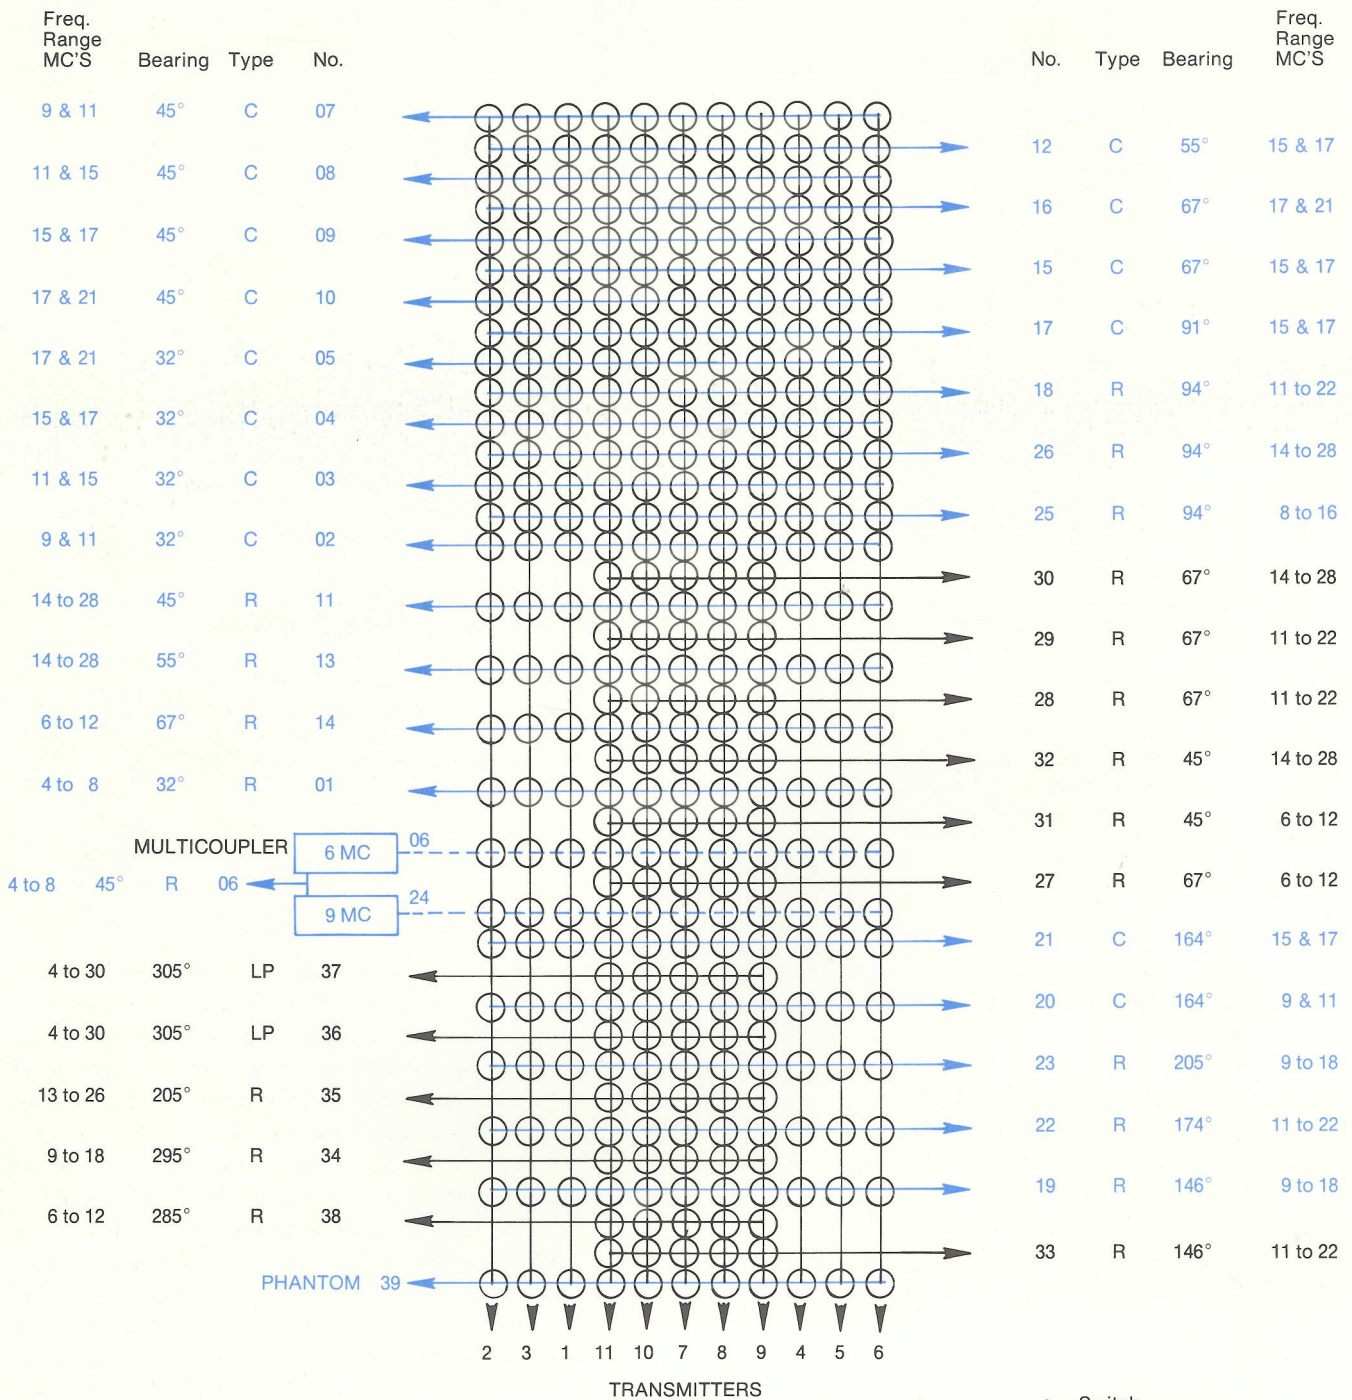 Freq.
Range
MC'S Bearing Type No.
Freq.
Range
No. Type Bearing MC'S
9 & 11 45° C 07
12 C 55° 15 & 17
11 & 15 45° C 08
16 C 67° 17 & 21
15 & 17 45° C 09
15 C 67° 15 & 17
17 & 21 45° C 10
17 C 91° 15 & 17
17 & 21 32° C 05
18 R 94° 11 to 22
15 & 17 32° C 04
26 R 94° 14 to 28
11 & 15 32° C 03
25 R 94° 8 to 16
9 & 11 32° C 02
30 R 67° 14 to 28
14 to 28 45° R 11
29 R 67° 11 to 22
14 to 28 55° R 13
28 R 67° 11 to 22
6 to 12 67° R 14
32 R 45° 14 to 28
4 to 8 32° R 01
31 R 45° 6 to 12
MULTICOUPLER 6 MC 06
4 to 8 45° R 06
27 R 67° 6 to 12
9 MC 24
21 C 164° 15 & 17
4 to 30 305° LP 37
20 C 164° 9 & 11
4 to 30 305° LP 36
23 R 205° 9 to 18
13 to 26 205° R 35
22 R 174° 11 to 22
9 to 18 295° R 34
19 R 146° 9 to 18
6 to 12 285° R 38
33 R 146° 11 to 22
PHANTOM 39
2 3 1 11 10 7 8 9 4 5 6
TRANSMITTERS